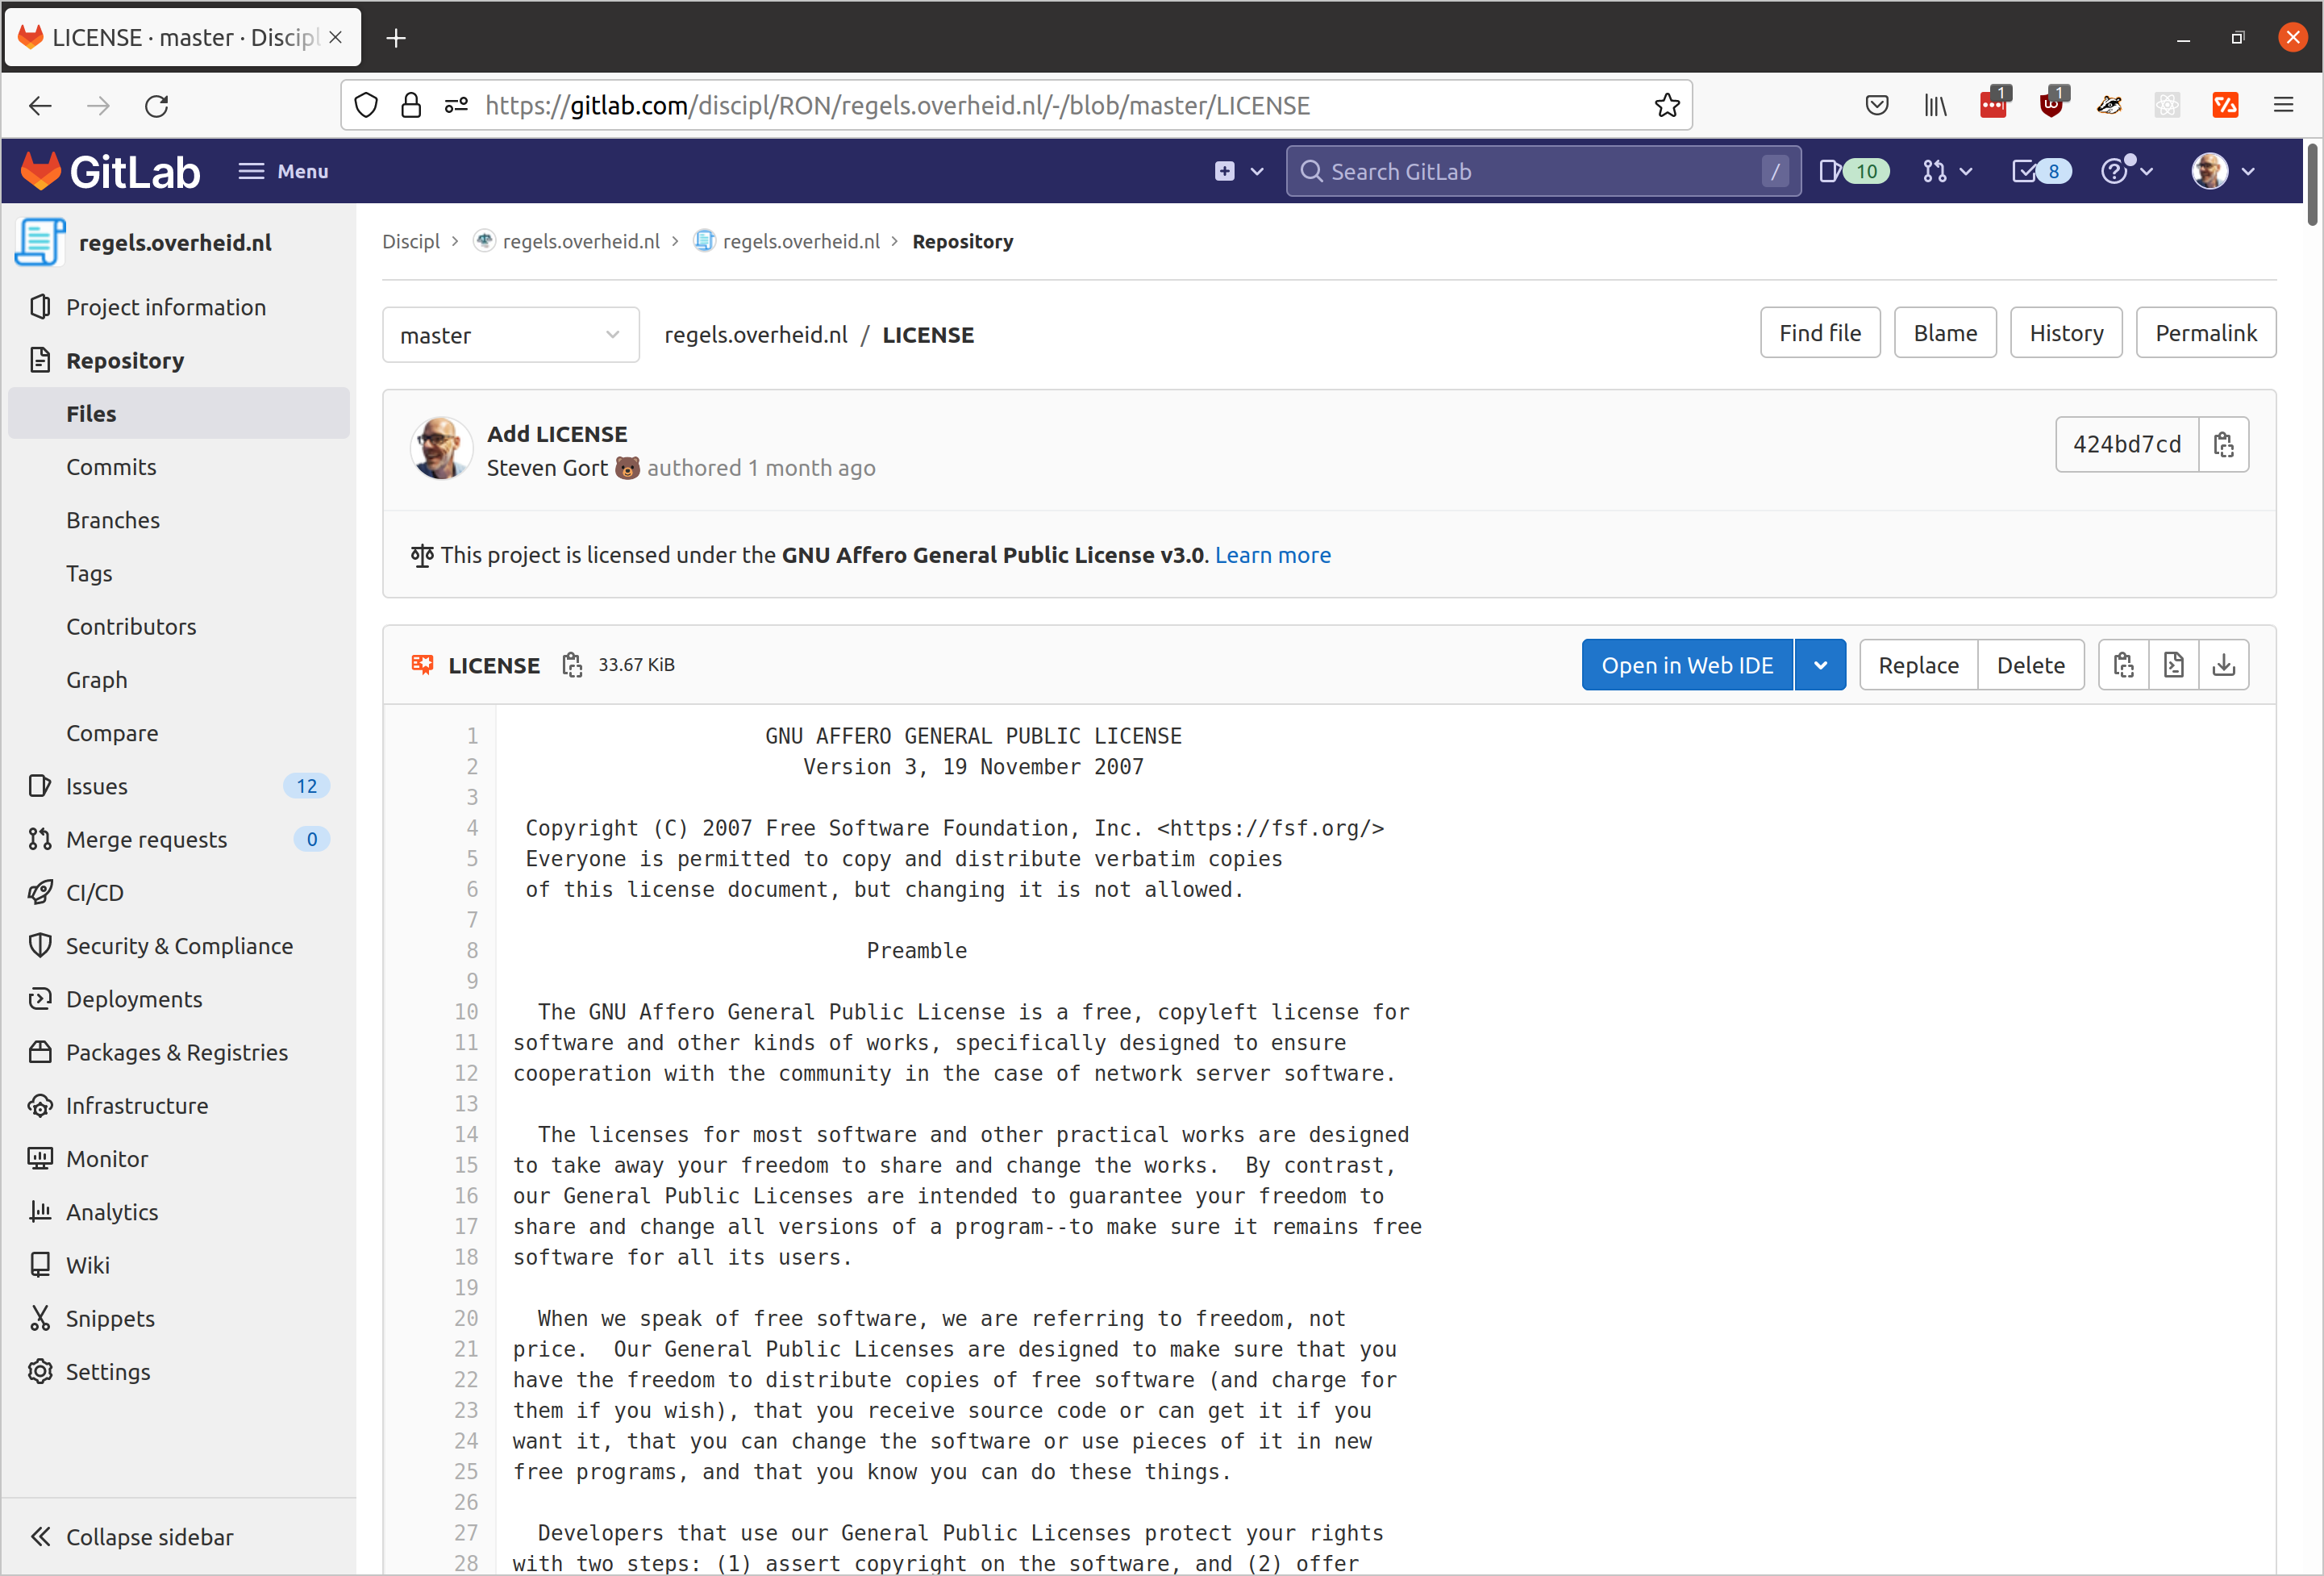 LICENSE · master · Discipl
https://gitlab.com/discipl/RON/regels.overheid.nl/-/blob/master/LICENSE
1
1
GitLab
Menu
Search GitLab
/
10
8
regels.overheid.nl
Project information
Repository
Files
Commits
Branches
Tags
Contributors
Graph
Compare
Issues 12
Merge requests 0
CI/CD
Security & Compliance
Deployments
Packages & Registries
Infrastructure
Monitor
Analytics
Wiki
Snippets
Settings
Collapse sidebar
Discipl > regels.overheid.nl > regels.overheid.nl > Repository
master
regels.overheid.nl / LICENSE
Find file
Blame
History
Permalink
Add LICENSE
Steven Gort 🐻 authored 1 month ago
424bd7cd
This project is licensed under the GNU Affero General Public License v3.0. Learn more
LICENSE 33.67 KiB
Open in Web IDE
Replace
Delete
1 GNU AFFERO GENERAL PUBLIC LICENSE
2 Version 3, 19 November 2007
3
4 Copyright (C) 2007 Free Software Foundation, Inc. <https://fsf.org/>
5 Everyone is permitted to copy and distribute verbatim copies
6 of this license document, but changing it is not allowed.
7
8 Preamble
9
10 The GNU Affero General Public License is a free, copyleft license for
11 software and other kinds of works, specifically designed to ensure
12 cooperation with the community in the case of network server software.
13
14 The licenses for most software and other practical works are designed
15 to take away your freedom to share and change the works.  By contrast,
16 our General Public Licenses are intended to guarantee your freedom to
17 share and change all versions of a program--to make sure it remains free
18 software for all its users.
19
20 When we speak of free software, we are referring to freedom, not
21 price.  Our General Public Licenses are designed to make sure that you
22 have the freedom to distribute copies of free software (and charge for
23 them if you wish), that you receive source code or can get it if you
24 want it, that you can change the software or use pieces of it in new
25 free programs, and that you know you can do these things.
26
27 Developers that use our General Public Licenses protect your rights
28 with two steps: (1) assert copyright on the software, and (2) offer